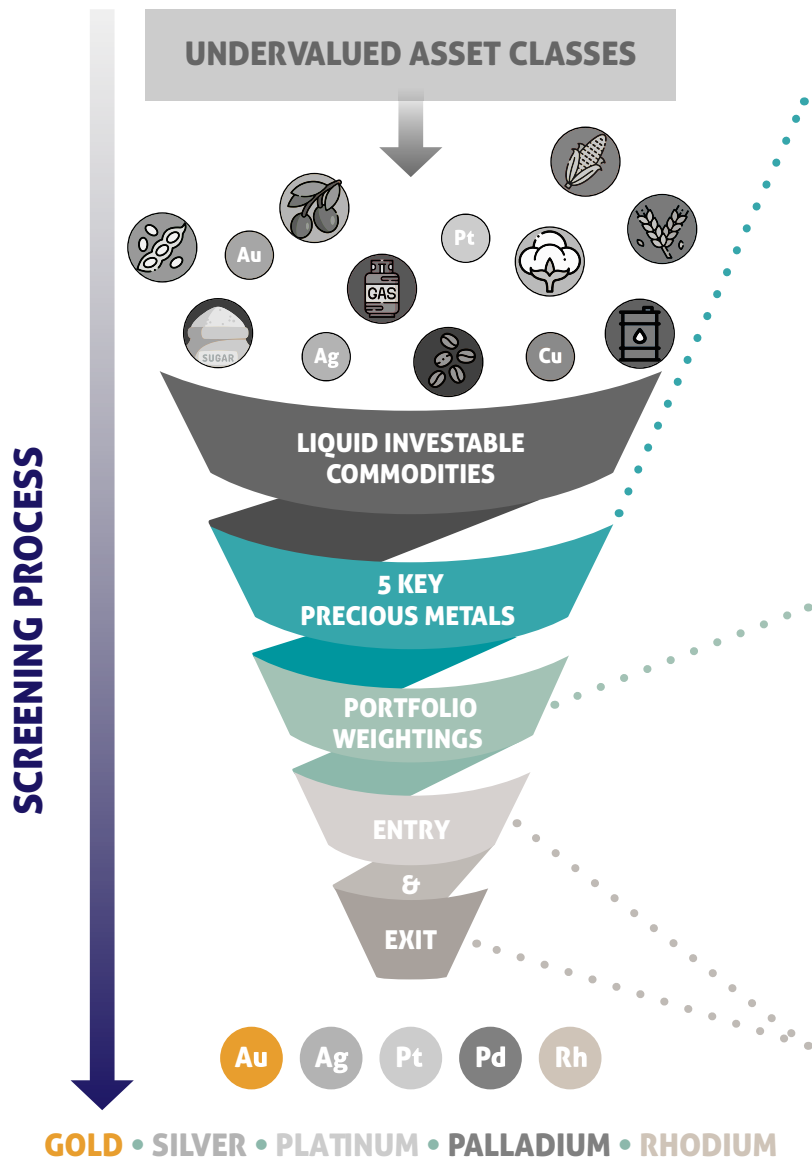 UNDERVALUED ASSET CLASSES
Pt
Au
GAS
SUGAR
Ag
Cu
LIQUID INVESTABLE
COMMODITIES
5 KEY
PRECIOUS METALS
PORTFOLIO
WEIGHTINGS
ENTRY
&
EXIT
SCREENING PROCESS
Au Ag Pt Pd Rh
GOLD • SILVER • PLATINUM • PALLADIUM • RHODIUM